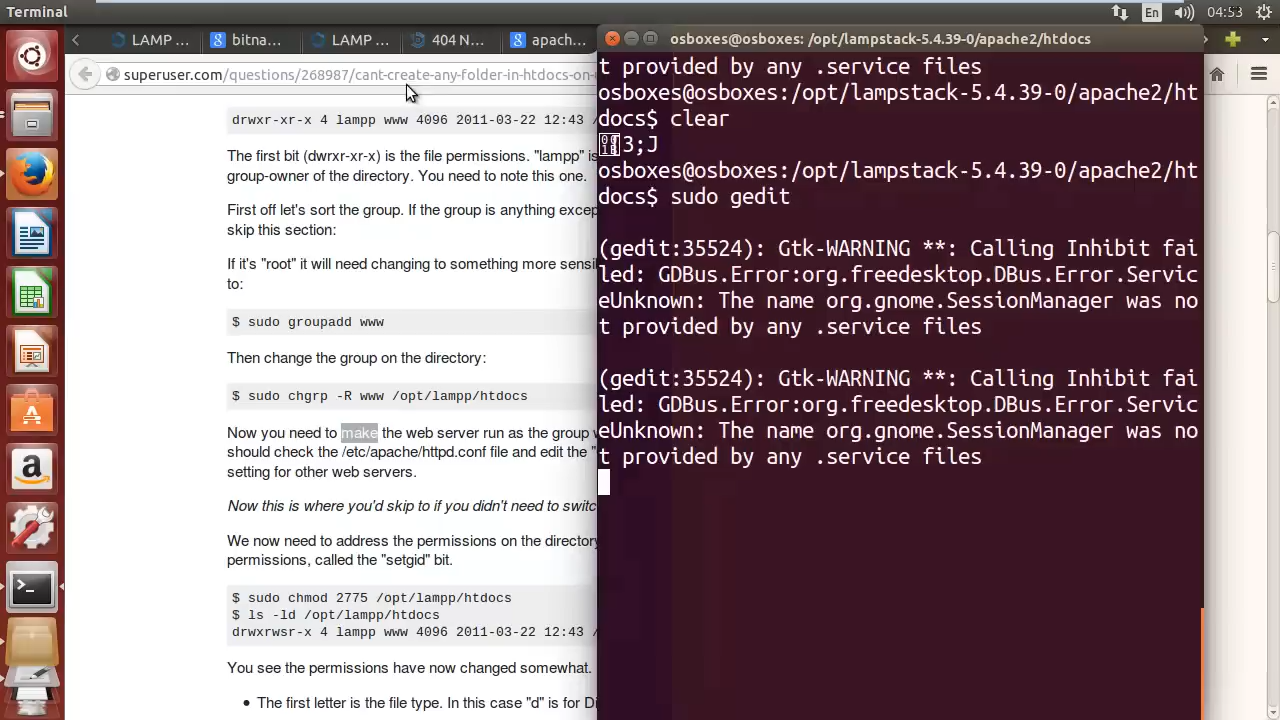 Terminal
En
04:53
LAMP ...
bitna...
LAMP ...
404 N...
apach...
superuser.com/questions/268987/cant-create-any-folder-in-htdocs-on-
drwxr-xr-x 4 lampp www 4096 2011-03-22 12:43 /
The first bit (dwrxr-xr-x) is the file permissions. "lampp" is
group-owner of the directory. You need to note this one.
First off let's sort the group. If the group is anything excep
skip this section:
If it's "root" it will need changing to something more sensi
to:
$ sudo groupadd www
Then change the group on the directory:
$ sudo chgrp -R www /opt/lampp/htdocs
Now you need to make the web server run as the group
should check the /etc/apache/httpd.conf file and edit the "
setting for other web servers.
Now this is where you'd skip to if you didn't need to switc
We now need to address the permissions on the directory
permissions, called the "setgid" bit.
$ sudo chmod 2775 /opt/lampp/htdocs
$ ls -ld /opt/lampp/htdocs
drwxrwsr-x 4 lampp www 4096 2011-03-22 12:43 /
You see the permissions have now changed somewhat.
• The first letter is the file type. In this case "d" is for Di
osboxes@osboxes: /opt/lampstack-5.4.39-0/apache2/htdocs
t provided by any .service files
osboxes@osboxes:/opt/lampstack-5.4.39-0/apache2/ht
docs$ clear
3;J
osboxes@osboxes:/opt/lampstack-5.4.39-0/apache2/ht
docs$ sudo gedit
(gedit:35524): Gtk-WARNING **: Calling Inhibit fai
led: GDBus.Error:org.freedesktop.DBus.Error.Servic
eUnknown: The name org.gnome.SessionManager was no
t provided by any .service files
(gedit:35524): Gtk-WARNING **: Calling Inhibit fai
led: GDBus.Error:org.freedesktop.DBus.Error.Servic
eUnknown: The name org.gnome.SessionManager was no
t provided by any .service files